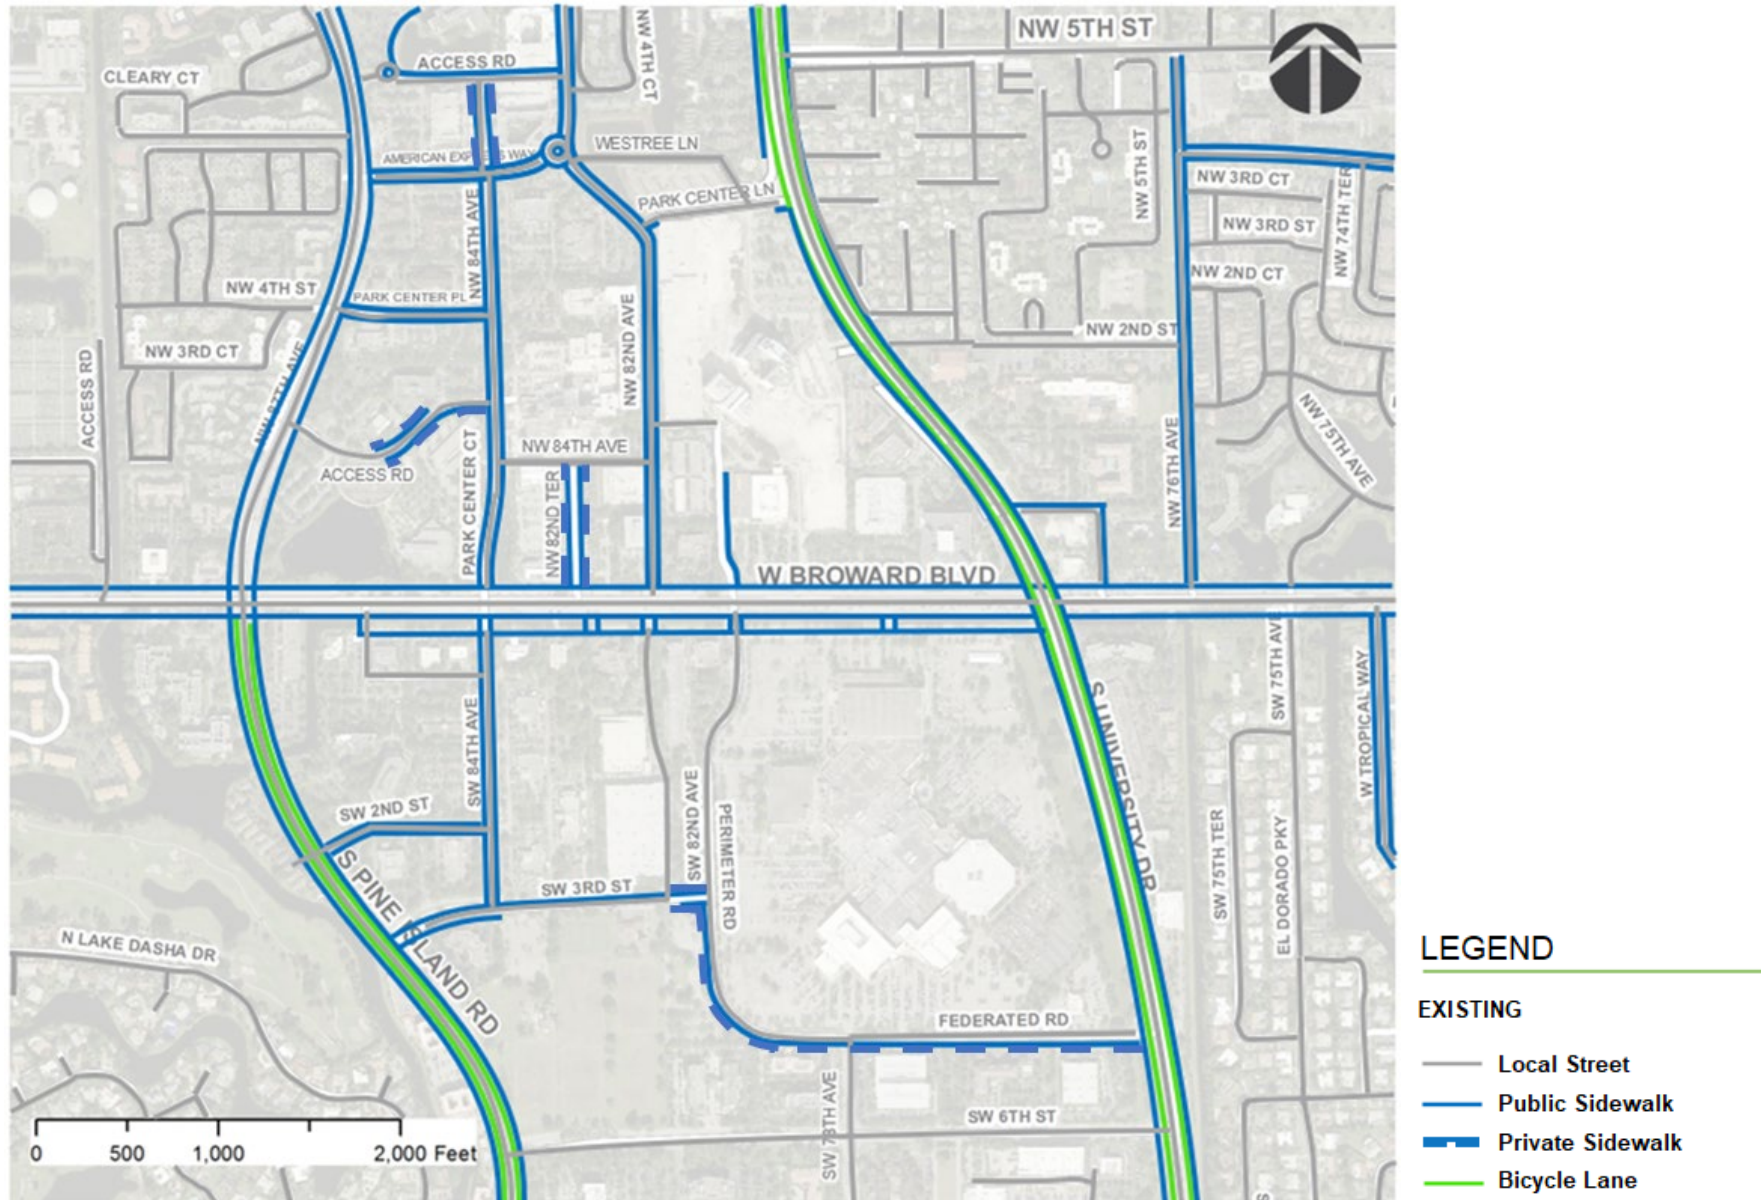 NW 5TH ST
NW 4TH CT
ACCESS RD
CLEARY CT
WESTREE LN
AMERICAN EXPRESS WAY
NW 5TH ST
NW 3RD CT
PARK CENTER LN
NW 84TH AVE
NW 3RD ST
NW 74TH TER
NW 2ND CT
NW 4TH ST
PARK CENTER PL
NW 2ND ST
NW 3RD CT
NW 82ND AVE
ACCESS RD
NW 87TH AVE
NW 75TH AVE
NW 76TH AVE
NW 84TH AVE
ACCESS RD
PARK CENTER CT
NW 82ND TER
W BROWARD BLVD
SW 75TH AVE
W TROPICAL WAY
S UNIVERSITY DR
SW 84TH AVE
SW 2ND ST
SW 82ND AVE
PERIMETER RD
SW 75TH TER
EL DORADO PKY
S PINE ISLAND RD
SW 3RD ST
N LAKE DASHA DR
FEDERATED RD
SW 78TH AVE
SW 6TH ST
0 500 1,000 2,000 Feet
LEGEND
EXISTING
Local Street
Public Sidewalk
Private Sidewalk
Bicycle Lane